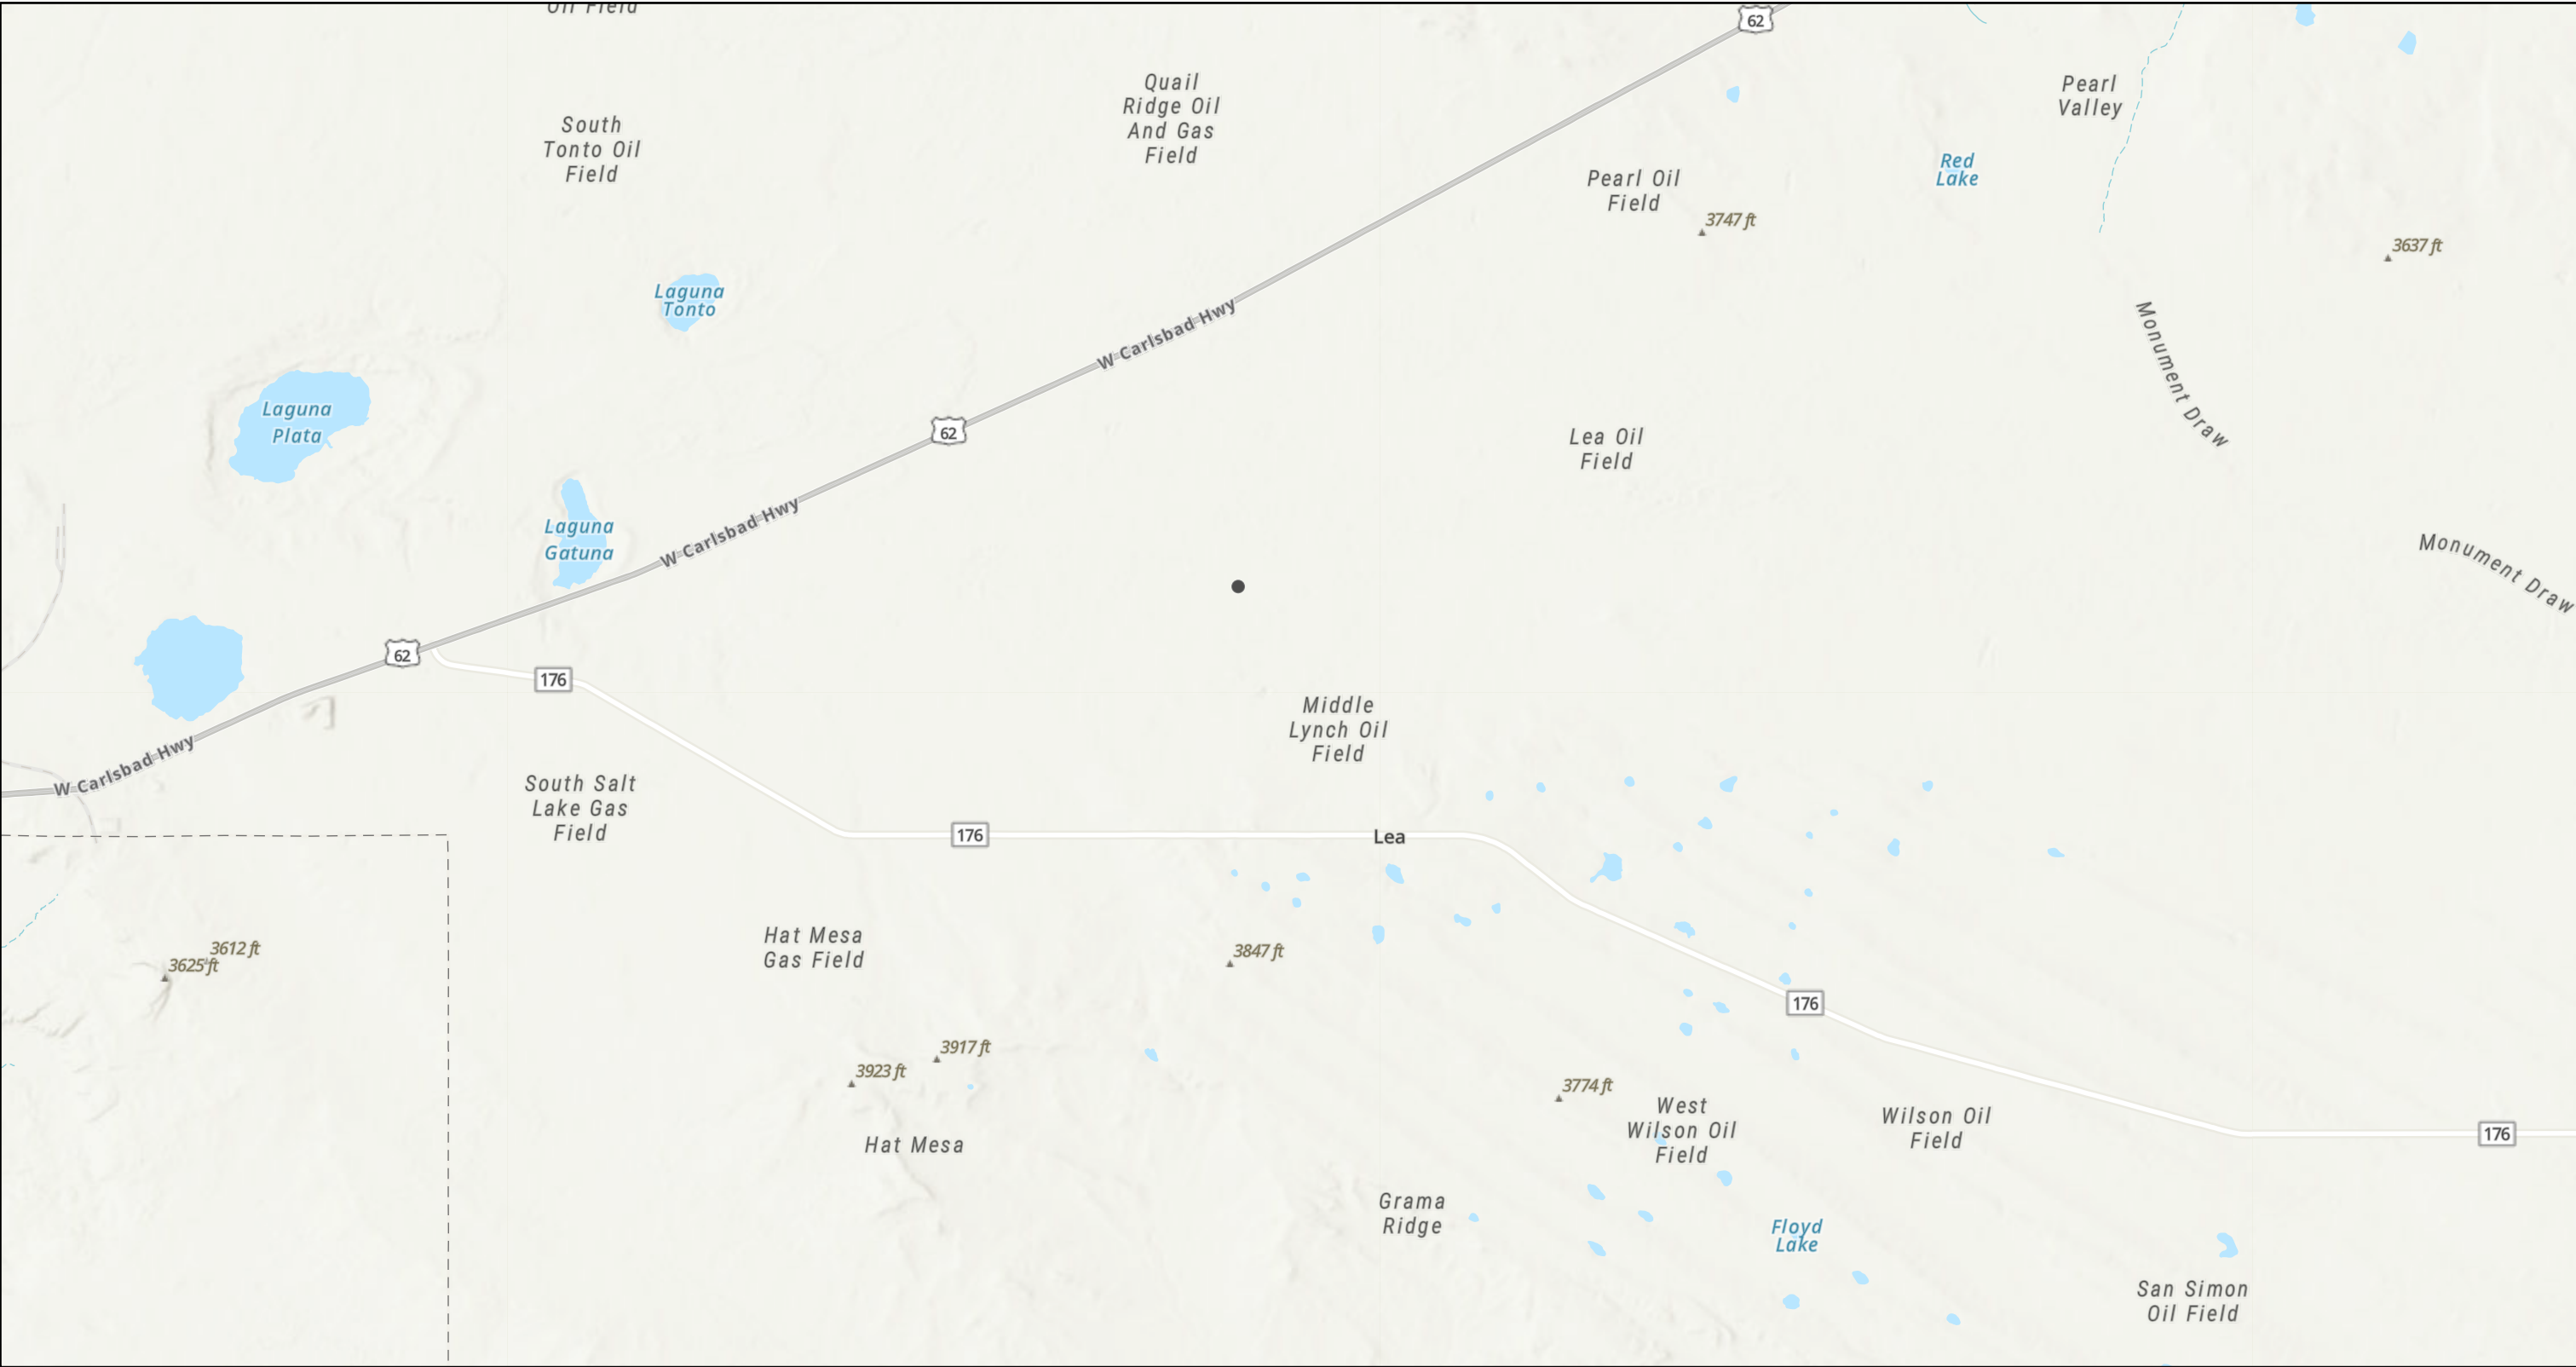 Oil Field
62
Quail
Ridge Oil
And Gas
Field
Pearl
Valley
South
Tonto Oil
Field
Red
Lake
Pearl Oil
Field
3747 ft
3637 ft
Laguna
Tonto
W Carlsbad Hwy
Monument Draw
Laguna
Plata
62
Lea Oil
Field
Laguna
Gatuna
W Carlsbad Hwy
Monument Draw
62
176
Middle
Lynch Oil
Field
W Carlsbad Hwy
South Salt
Lake Gas
Field
176
Lea
Hat Mesa
Gas Field
3612 ft
3625 ft
3847 ft
176
3917 ft
3923 ft
3774 ft
West
Wilson Oil
Field
Wilson Oil
Field
176
Hat Mesa
Grama
Ridge
Floyd
Lake
San Simon
Oil Field